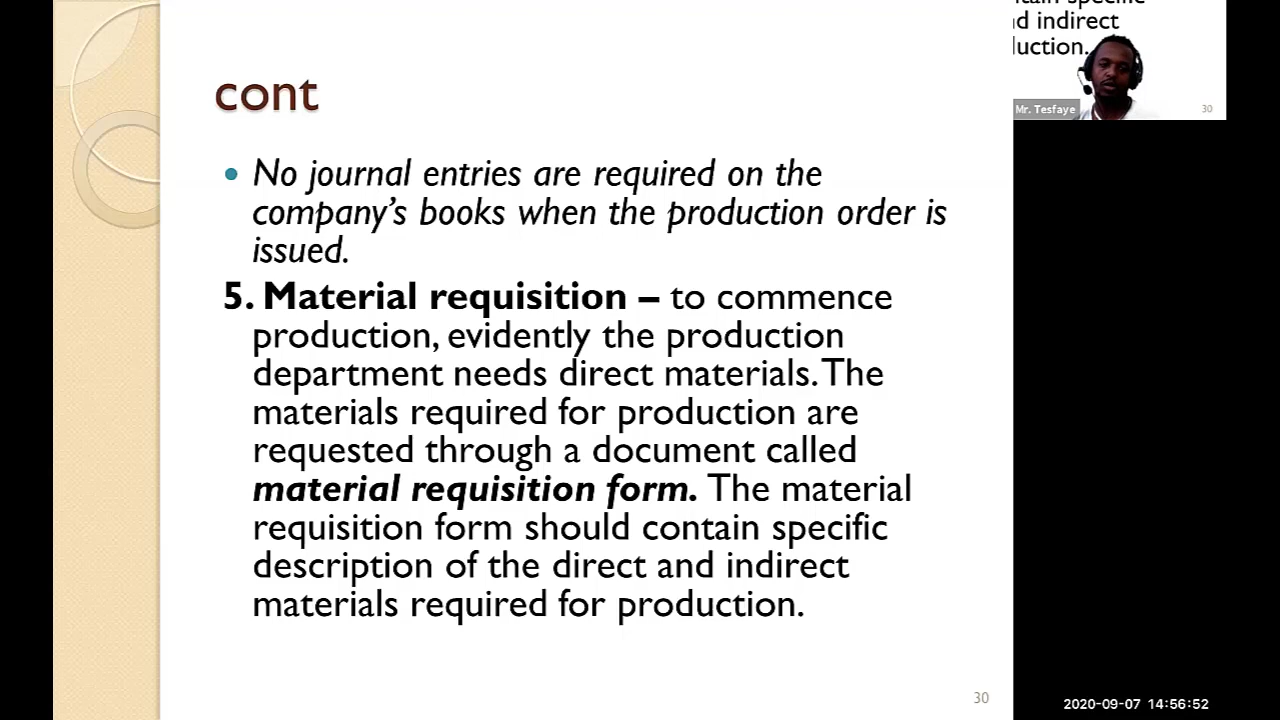 cont
• No journal entries are required on the
company's books when the production order is
issued.
5. Material requisition – to commence
production, evidently the production
department needs direct materials. The
materials required for production are
requested through a document called
material requisition form. The material
requisition form should contain specific
description of the direct and indirect
materials required for production.
30
specific
indirect
Mr. Tesfaye
30
2020-09-07 14:56:52